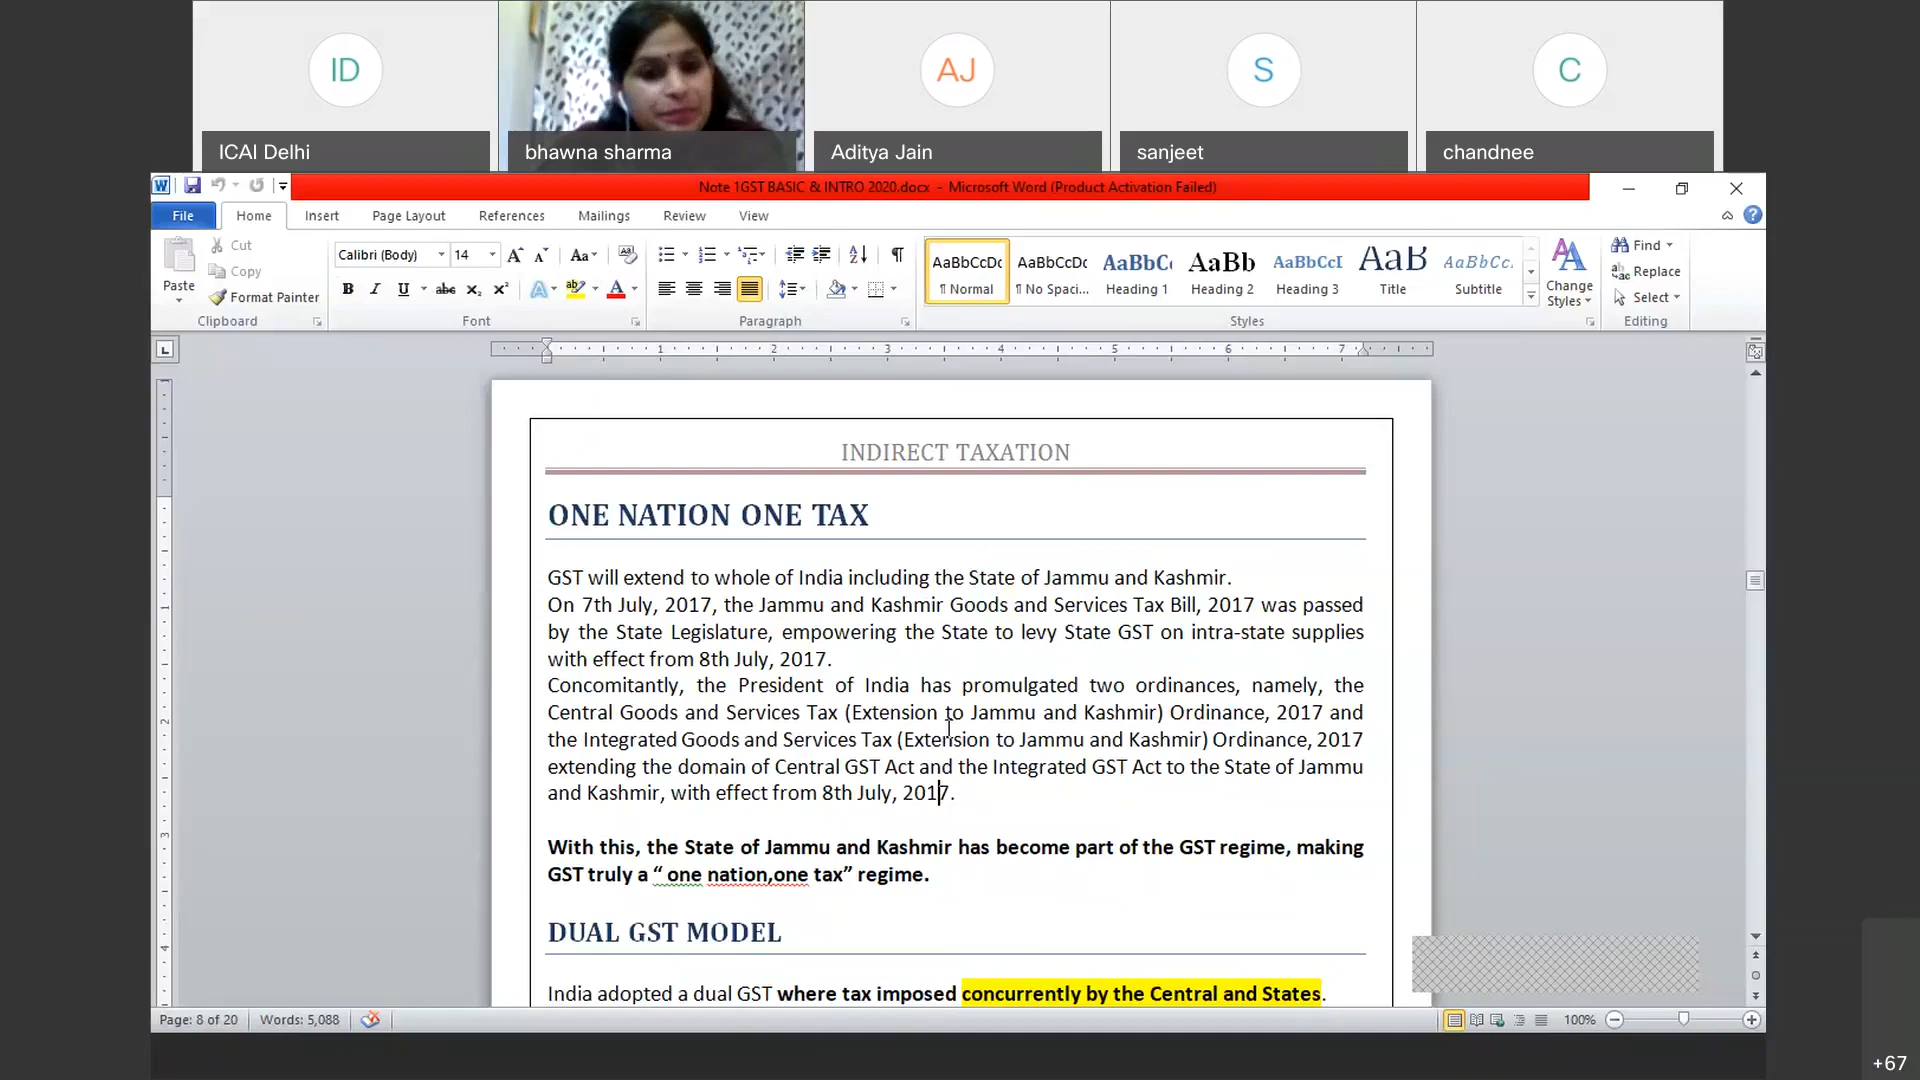 ID
AJ
S
C
ICAI Delhi
bhawna sharma
Aditya Jain
sanjeet
chandnee
W
Note 1GST BASIC & INTRO 2020.docx - Microsoft Word (Product Activation Failed)
File
Home
Insert
Page Layout
References
Mailings
Review
View
Paste
Cut
Copy
Format Painter
Clipboard
Calibri (Body)
14
Font
Paragraph
AaBbCcDc
¶ Normal
AaBbCcDc
¶ No Spaci...
AaBbC
Heading 1
AaBb
Heading 2
AaBbCcI
Heading 3
AaB
Title
AaBbCc.
Subtitle
Change
Styles
Styles
Find
Replace
Select
Editing
1 2 3 4 5 6 7
INDIRECT TAXATION
ONE NATION ONE TAX
GST will extend to whole of India including the State of Jammu and Kashmir.
On 7th July, 2017, the Jammu and Kashmir Goods and Services Tax Bill, 2017 was passed
by the State Legislature, empowering the State to levy State GST on intra-state supplies
with effect from 8th July, 2017.
Concomitantly, the President of India has promulgated two ordinances, namely, the
Central Goods and Services Tax (Extension to Jammu and Kashmir) Ordinance, 2017 and
the Integrated Goods and Services Tax (Extension to Jammu and Kashmir) Ordinance, 2017
extending the domain of Central GST Act and the Integrated GST Act to the State of Jammu
and Kashmir, with effect from 8th July, 2017.
With this, the State of Jammu and Kashmir has become part of the GST regime, making
GST truly a “ one nation,one tax” regime.
DUAL GST MODEL
India adopted a dual GST where tax imposed concurrently by the Central and States.
Page: 8 of 20
Words: 5,088
100%
+67